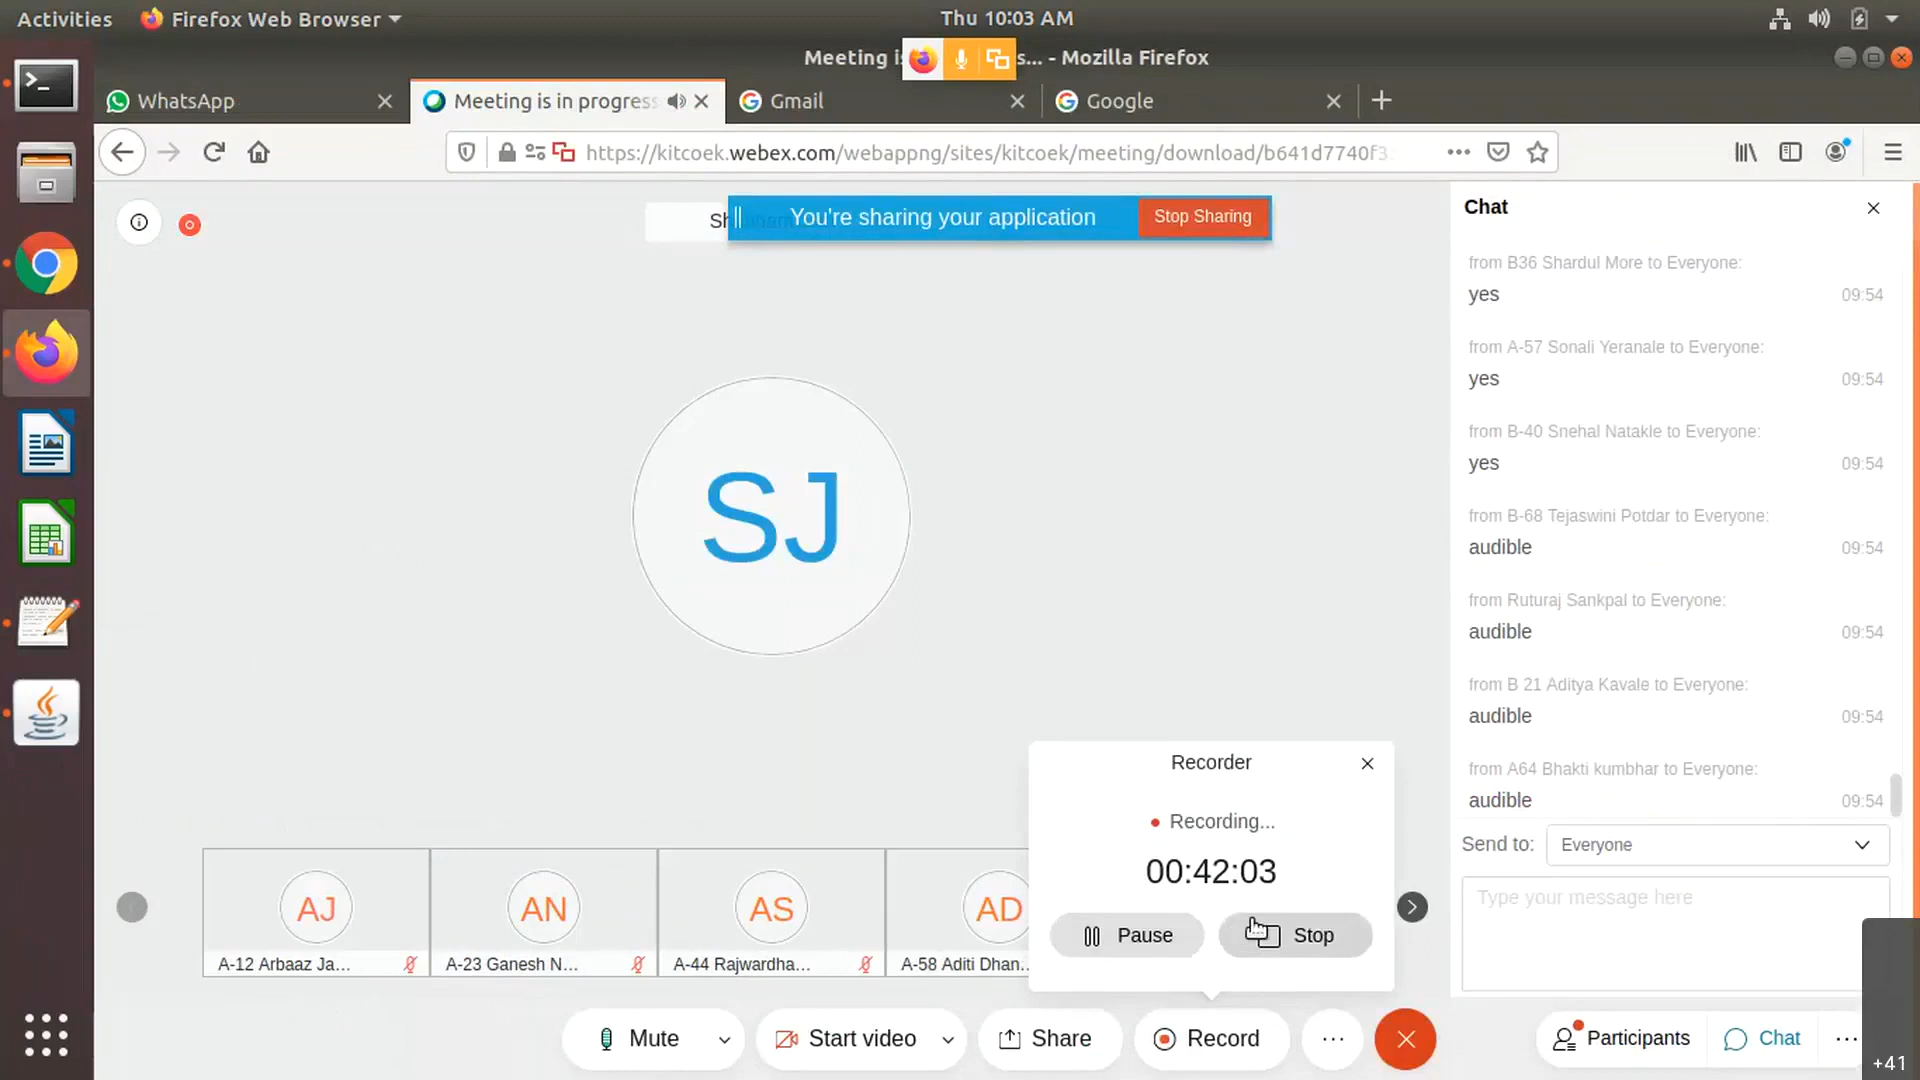 Activities
Firefox Web Browser
Thu 10:03 AM
Meeting i
s... - Mozilla Firefox
WhatsApp
Meeting is in progress
Gmail
Google
https://kitcoek.webex.com/webappng/sites/kitcoek/meeting/download/b641d7740f3
You're sharing your application
Stop Sharing
Chat
from B36 Shardul More to Everyone:
yes
09:54
from A-57 Sonali Yeranale to Everyone:
yes
09:54
from B-40 Snehal Natakle to Everyone:
yes
09:54
from B-68 Tejaswini Potdar to Everyone:
audible
09:54
from Ruturaj Sankpal to Everyone:
audible
09:54
from B 21 Aditya Kavale to Everyone:
audible
09:54
from A64 Bhakti kumbhar to Everyone:
audible
09:54
SJ
Recorder
Recording...
00:42:03
Pause
Stop
Send to:
Everyone
Type your message here
AJ
AN
AS
AD
A-12 Arbaaz Ja...
A-23 Ganesh N...
A-44 Rajwardha...
A-58 Aditi Dhan...
Mute
Start video
Share
Record
Participants
Chat
+41